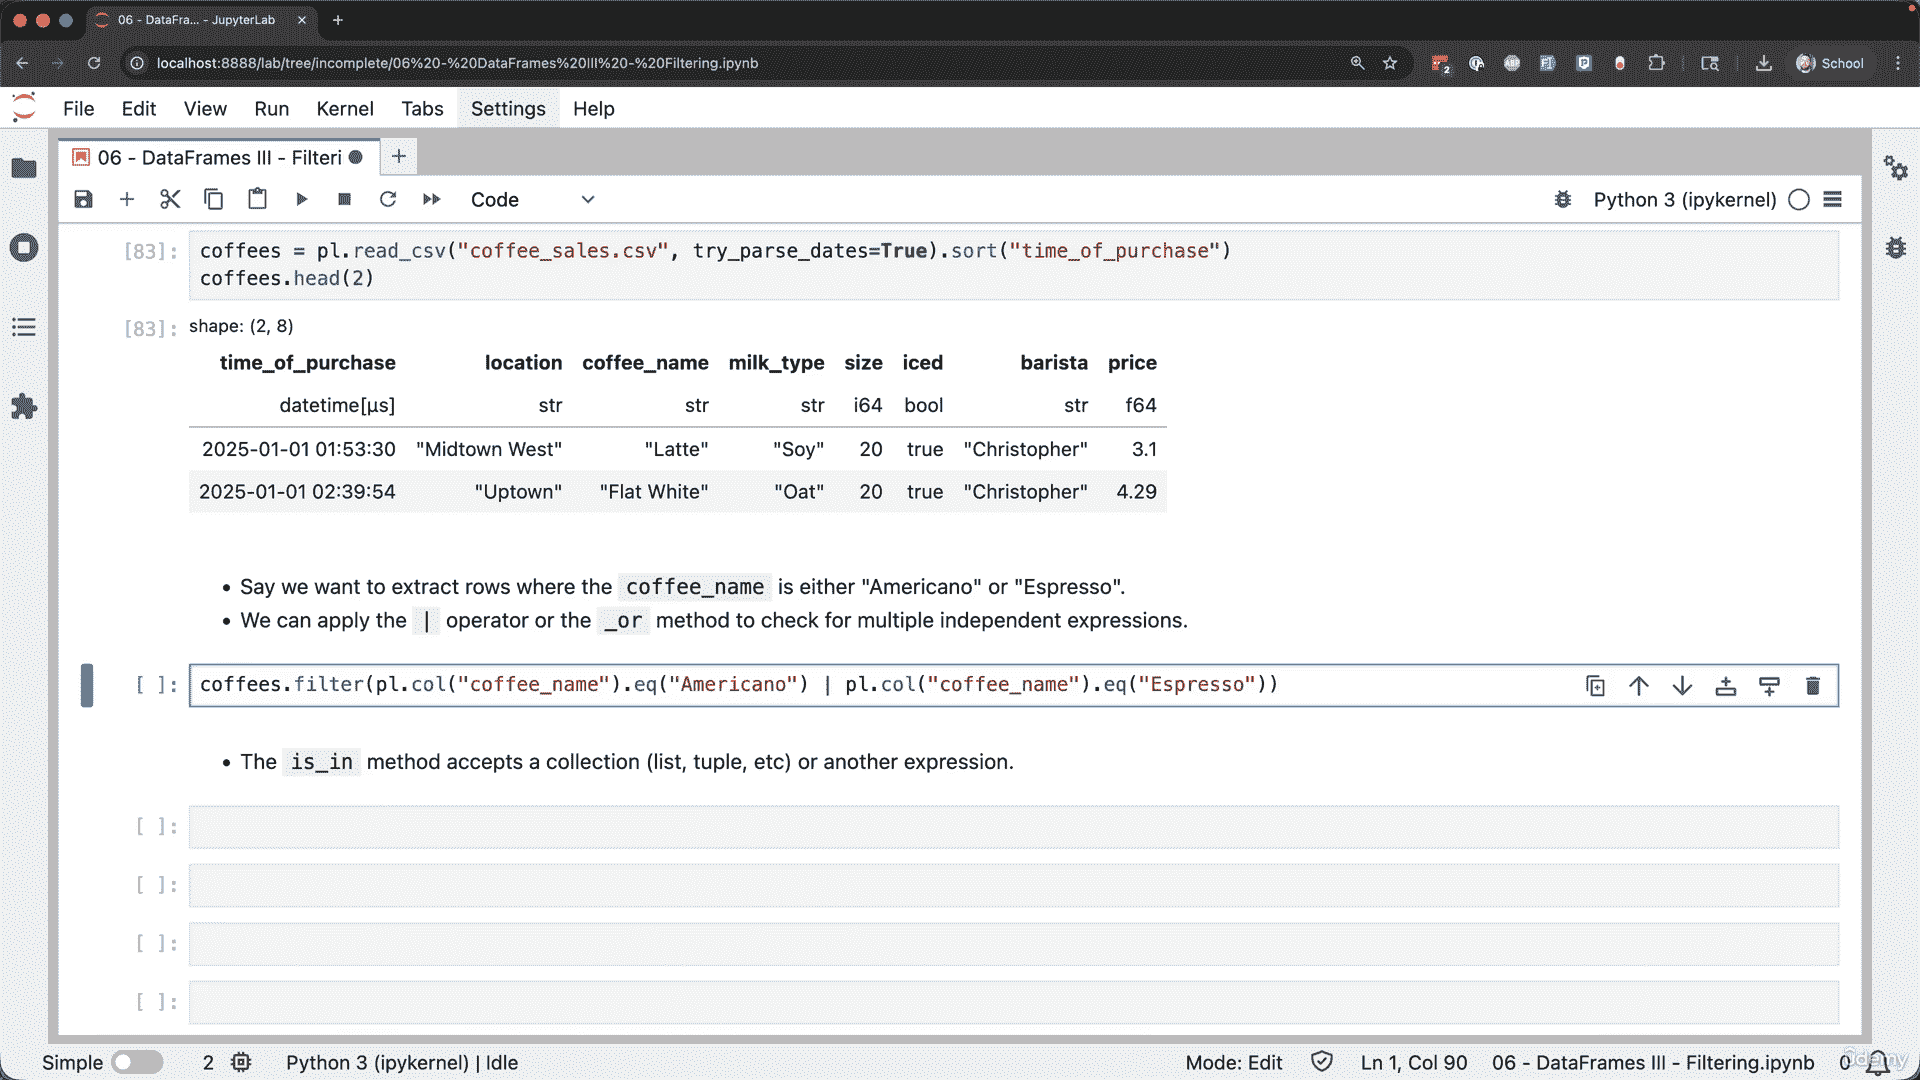 06 - DataFra... - JupyterLab
localhost:8888/lab/tree/incomplete/06%20-%20DataFrames%20III%20-%20Filtering.ipynb
2
ABP
School
File Edit View Run Kernel Tabs Settings Help
06 - DataFrames III - Filteri
Code
Python 3 (ipykernel)
[83]: coffees = pl.read_csv("coffee_sales.csv", try_parse_dates=True).sort("time_of_purchase")
coffees.head(2)
[83]: shape: (2, 8)
time_of_purchase location coffee_name milk_type size iced barista price
datetime[μs] str str str i64 bool str f64
2025-01-01 01:53:30 "Midtown West" "Latte" "Soy" 20 true "Christopher" 3.1
2025-01-01 02:39:54 "Uptown" "Flat White" "Oat" 20 true "Christopher" 4.29
• Say we want to extract rows where the coffee_name is either "Americano" or "Espresso".
• We can apply the | operator or the _or method to check for multiple independent expressions.
[ ]: coffees.filter(pl.col("coffee_name").eq("Americano") | pl.col("coffee_name").eq("Espresso"))
• The is_in method accepts a collection (list, tuple, etc) or another expression.
[ ]:
[ ]:
[ ]:
[ ]:
Simple 2 Python 3 (ipykernel) | Idle Mode: Edit Ln 1, Col 90 06 - DataFrames III - Filtering.ipynb 0
udemy